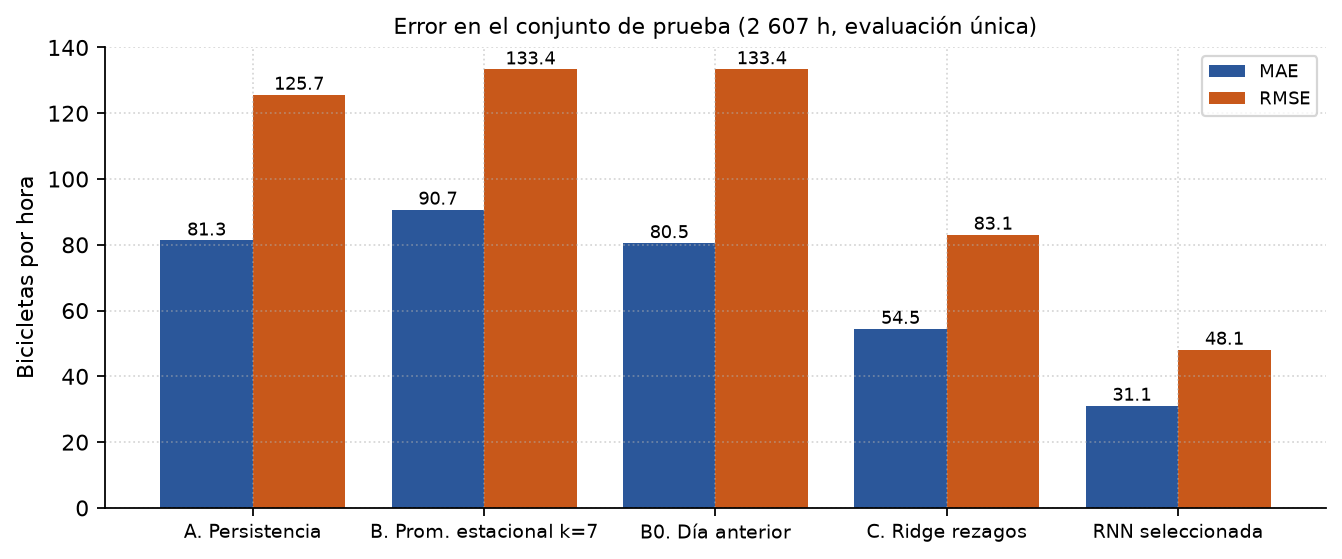 Error en el conjunto de prueba (2 607 h, evaluación única)
Bicicletas por hora
140
120
100
80
60
40
20
0
MAE
RMSE
81.3
125.7
90.7
133.4
80.5
133.4
54.5
83.1
31.1
48.1
A. Persistencia
B. Prom. estacional k=7
B0. Día anterior
C. Ridge rezagos
RNN seleccionada